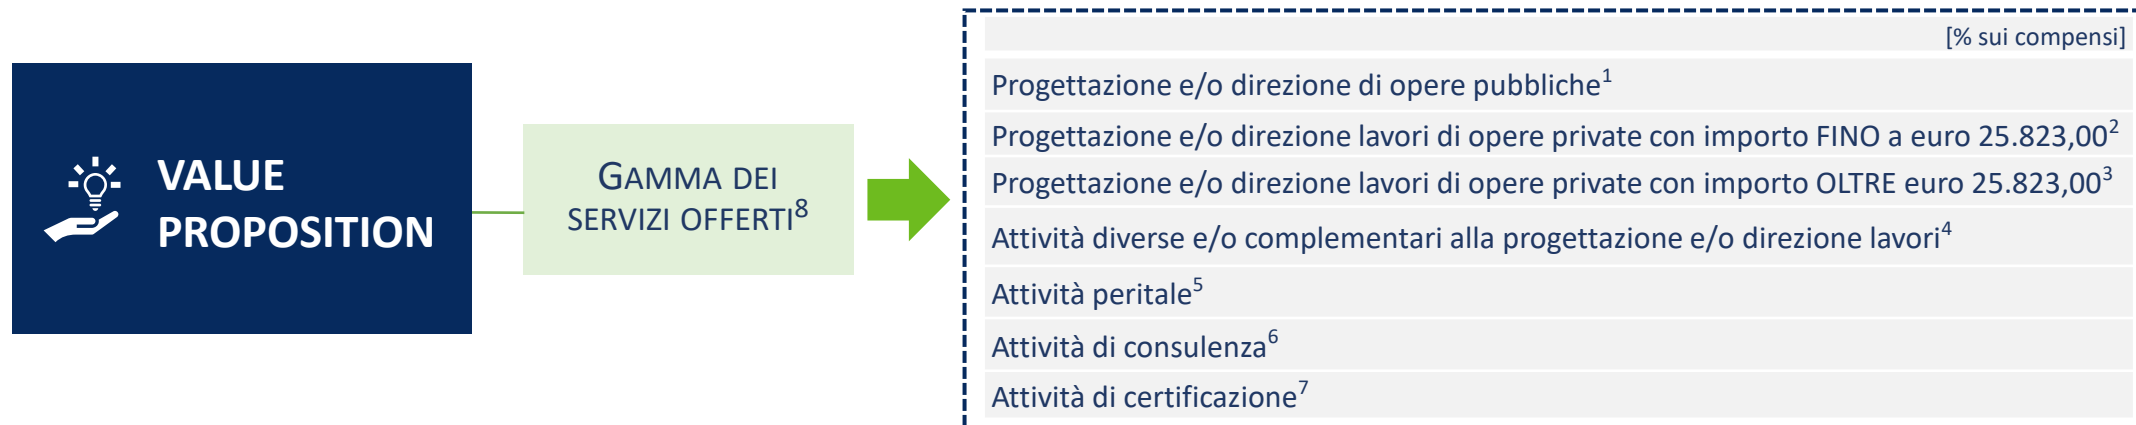 VALUE
PROPOSITION
GAMMA DEI
SERVIZI OFFERTI8
[% sui compensi]
Progettazione e/o direzione di opere pubbliche1
Progettazione e/o direzione lavori di opere private con importo FINO a euro 25.823,002
Progettazione e/o direzione lavori di opere private con importo OLTRE euro 25.823,003
Attività diverse e/o complementari alla progettazione e/o direzione lavori4
Attività peritale5
Attività di consulenza6
Attività di certificazione7